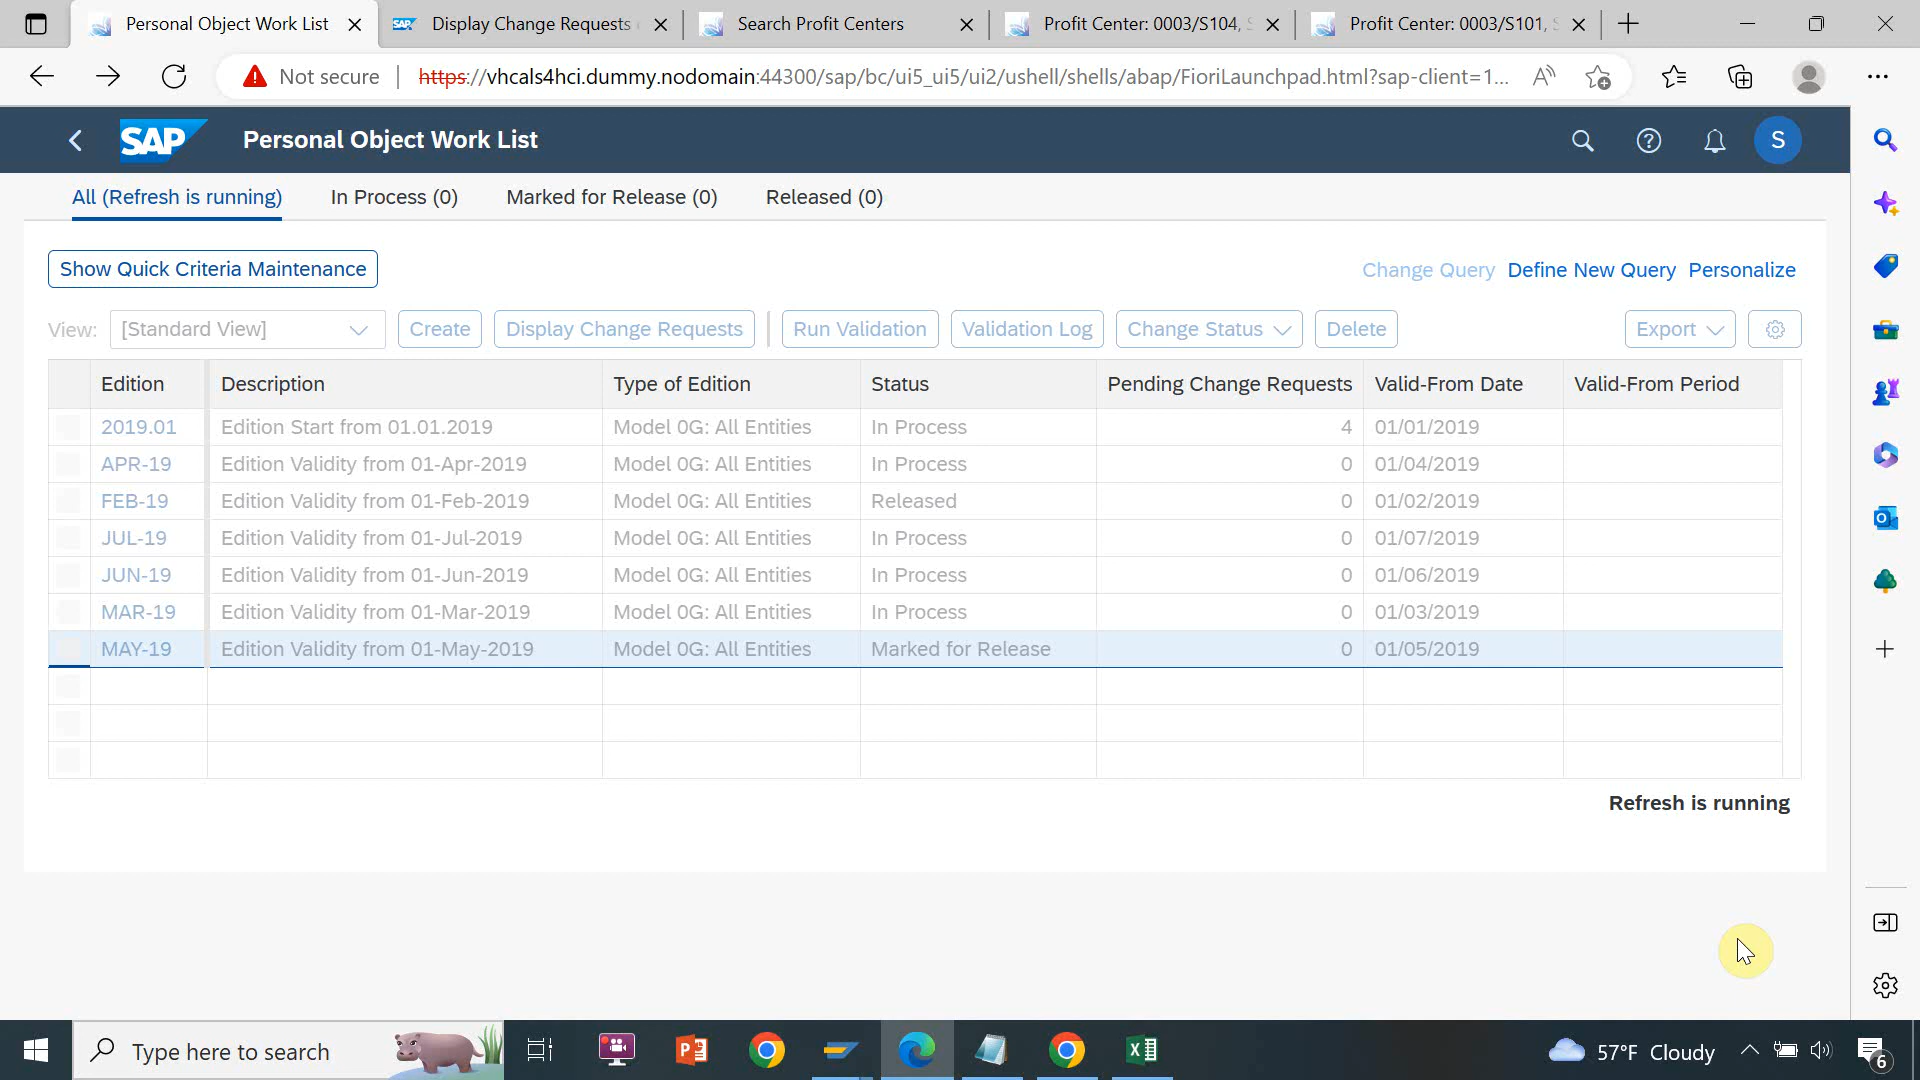 Personal Object Work List
Display Change Requests
Search Profit Centers
Profit Center: 0003/S104,
Profit Center: 0003/S101,
Not secure
https://vhcals4hci.dummy.nodomain:44300/sap/bc/ui5_ui5/ui2/ushell/shells/abap/FioriLaunchpad.html?sap-client=1...
SAP
Personal Object Work List
S
All (Refresh is running)
In Process (0)
Marked for Release (0)
Released (0)
Show Quick Criteria Maintenance
Change Query
Define New Query
Personalize
View:
[Standard View]
Create
Display Change Requests
Run Validation
Validation Log
Change Status
Delete
Export
Edition Description Type of Edition Status Pending Change Requests Valid-From Date Valid-From Period
2019.01 Edition Start from 01.01.2019 Model 0G: All Entities In Process 4 01/01/2019
APR-19 Edition Validity from 01-Apr-2019 Model 0G: All Entities In Process 0 01/04/2019
FEB-19 Edition Validity from 01-Feb-2019 Model 0G: All Entities Released 0 01/02/2019
JUL-19 Edition Validity from 01-Jul-2019 Model 0G: All Entities In Process 0 01/07/2019
JUN-19 Edition Validity from 01-Jun-2019 Model 0G: All Entities In Process 0 01/06/2019
MAR-19 Edition Validity from 01-Mar-2019 Model 0G: All Entities In Process 0 01/03/2019
MAY-19 Edition Validity from 01-May-2019 Model 0G: All Entities Marked for Release 0 01/05/2019
Refresh is running
Type here to search
57°F Cloudy
6